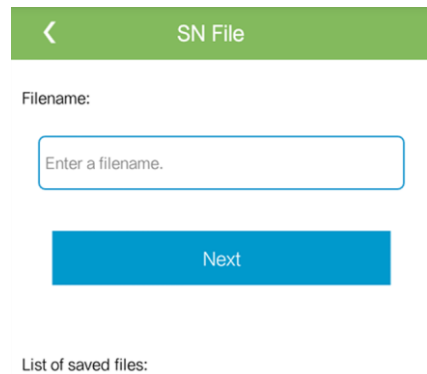 SN File
Filename:
Enter a filename.
Next
List of saved files: